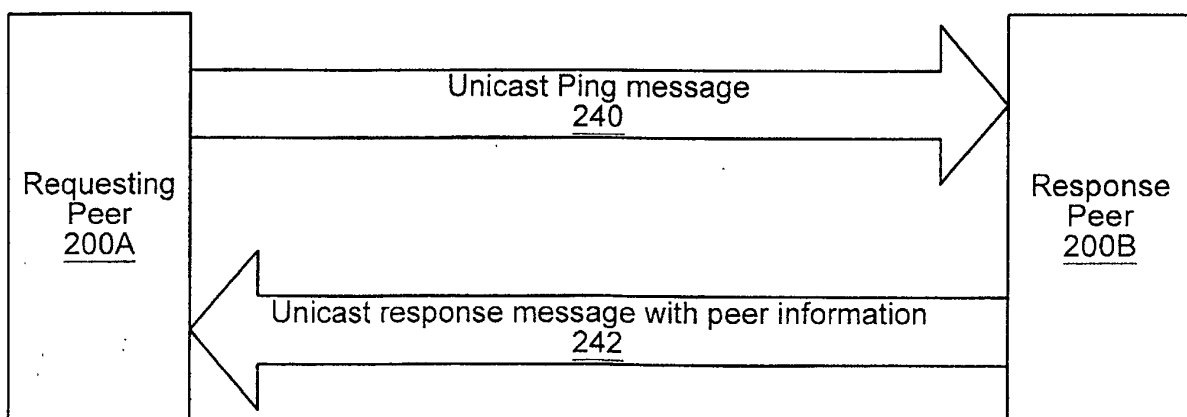 Unicast Ping message
240
Requesting
Peer
200A
Response
Peer
200B
Unicast response message with peer information
242